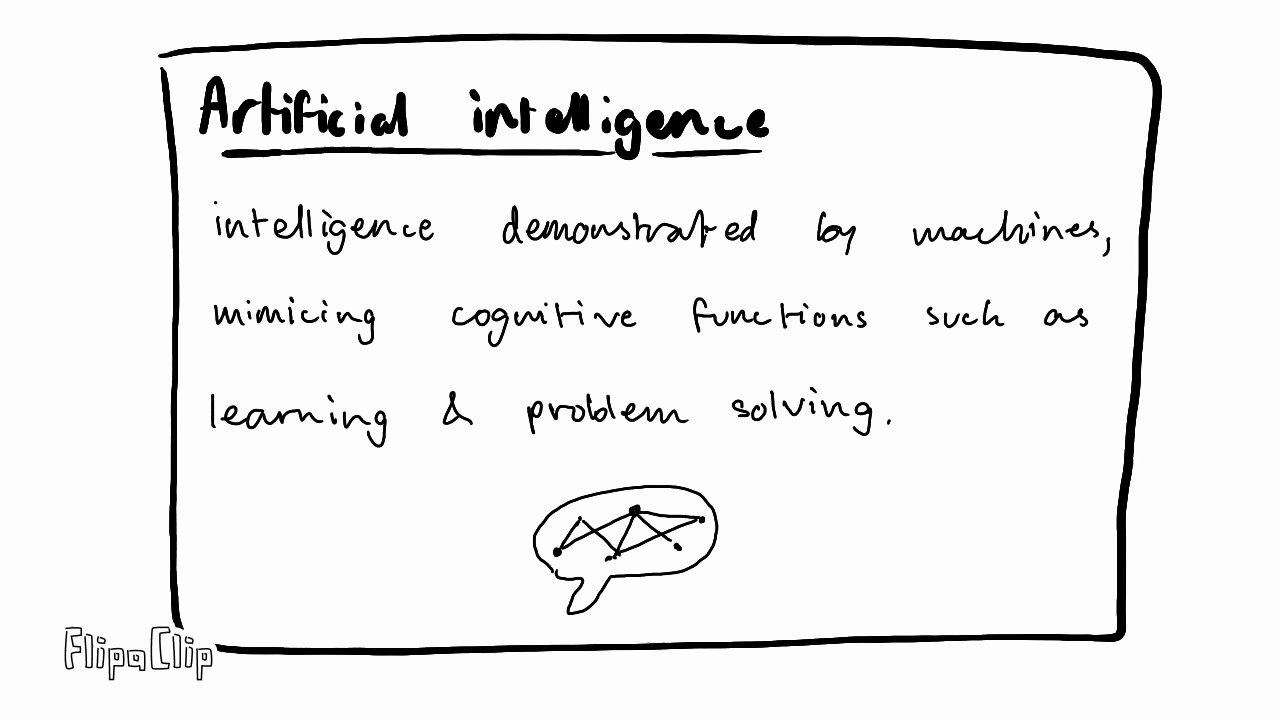 Artificial intelligence
intelligence demonstrated by machines,
mimicing cognitive functions such as
learning & problem solving.
FlipaClip